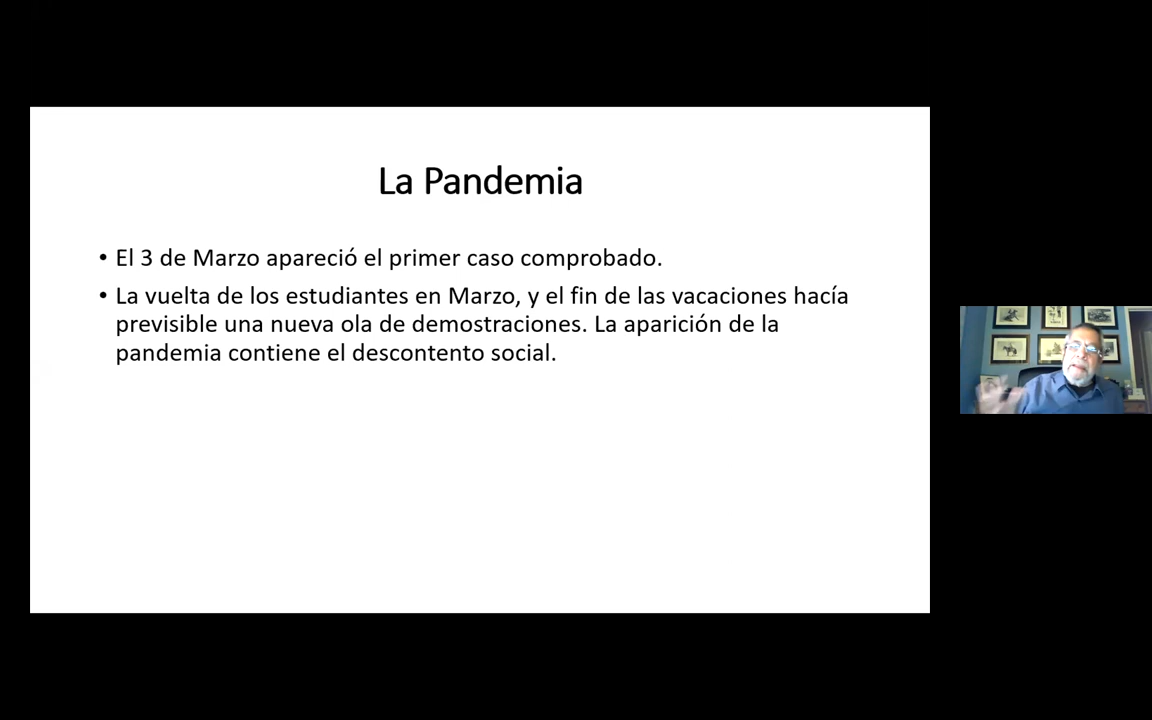 La Pandemia
• El 3 de Marzo apareció el primer caso comprobado.
• La vuelta de los estudiantes en Marzo, y el fin de las vacaciones hacía
previsible una nueva ola de demostraciones. La aparición de la
pandemia contiene el descontento social.